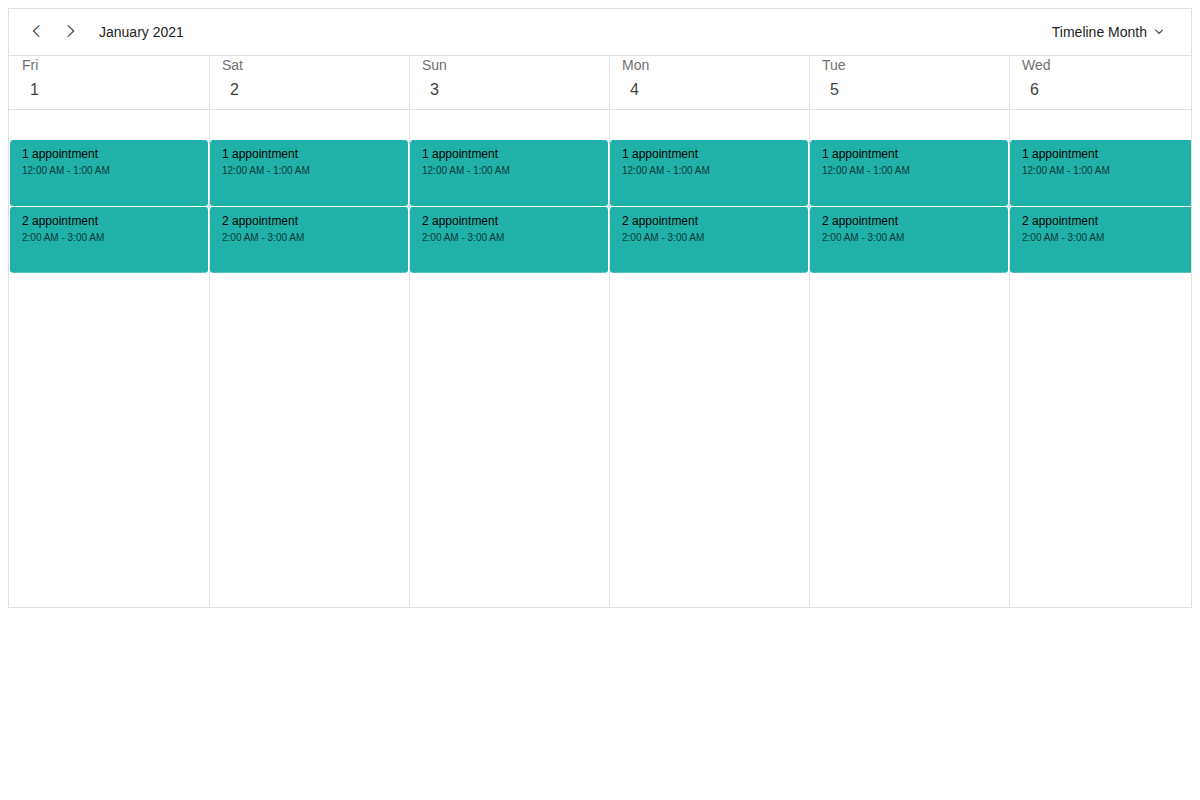 January 2021 Timeline Month
Fri Sat Sun Mon Tue Wed
1 2 3 4 5 6
1 appointment 1 appointment 1 appointment 1 appointment 1 appointment 1 appointment
12:00 AM - 1:00 AM 12:00 AM - 1:00 AM 12:00 AM - 1:00 AM 12:00 AM - 1:00 AM 12:00 AM - 1:00 AM 12:00 AM - 1:00 AM
2 appointment 2 appointment 2 appointment 2 appointment 2 appointment 2 appointment
2:00 AM - 3:00 AM 2:00 AM - 3:00 AM 2:00 AM - 3:00 AM 2:00 AM - 3:00 AM 2:00 AM - 3:00 AM 2:00 AM - 3:00 AM